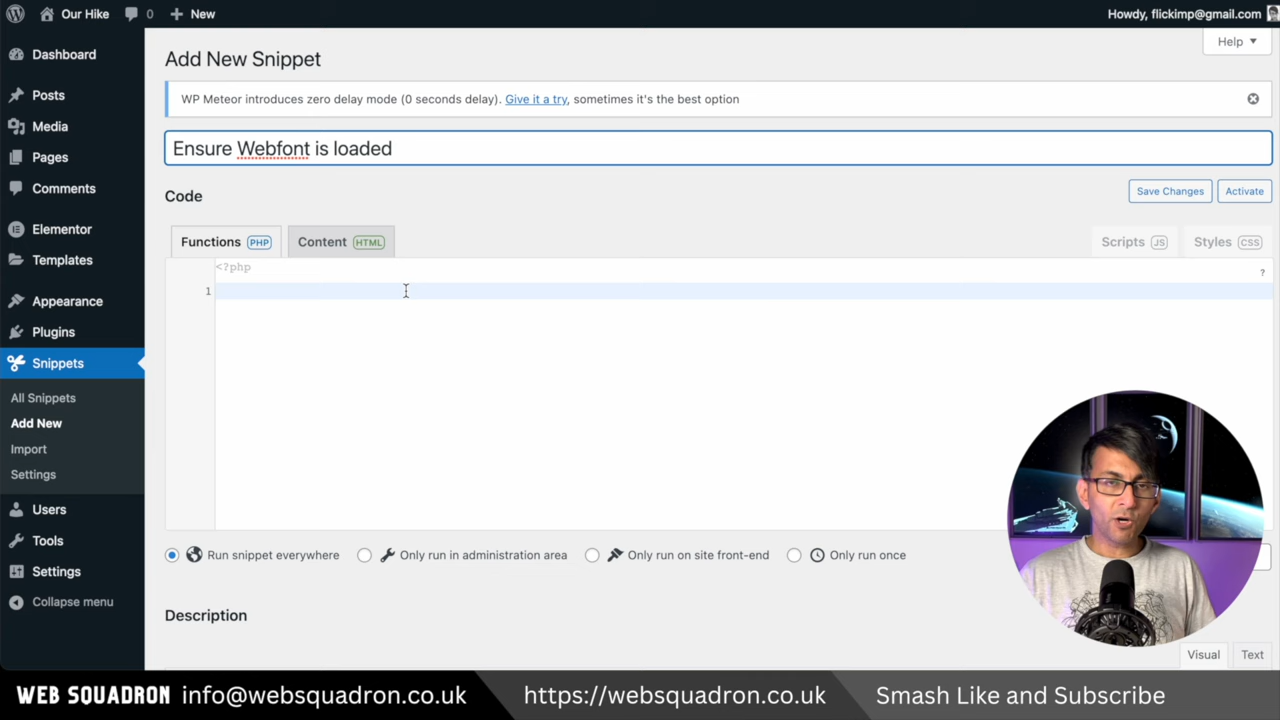 Our Hike
0
New
Howdy, flickimp@gmail.com
Dashboard
Posts
Media
Pages
Comments
Elementor
Templates
Appearance
Plugins
Snippets
All Snippets
Add New
Import
Settings
Users
Tools
Settings
Collapse menu
Help
Add New Snippet
WP Meteor introduces zero delay mode (0 seconds delay). Give it a try, sometimes it's the best option
Ensure Webfont is loaded
Code
Save Changes
Activate
Functions PHP
Content HTML
Scripts JS
Styles CSS
<?php
?
1
Run snippet everywhere
Only run in administration area
Only run on site front-end
Only run once
Description
Visual
Text
WEB SQUADRON info@websquadron.co.uk
https://websquadron.co.uk
Smash Like and Subscribe